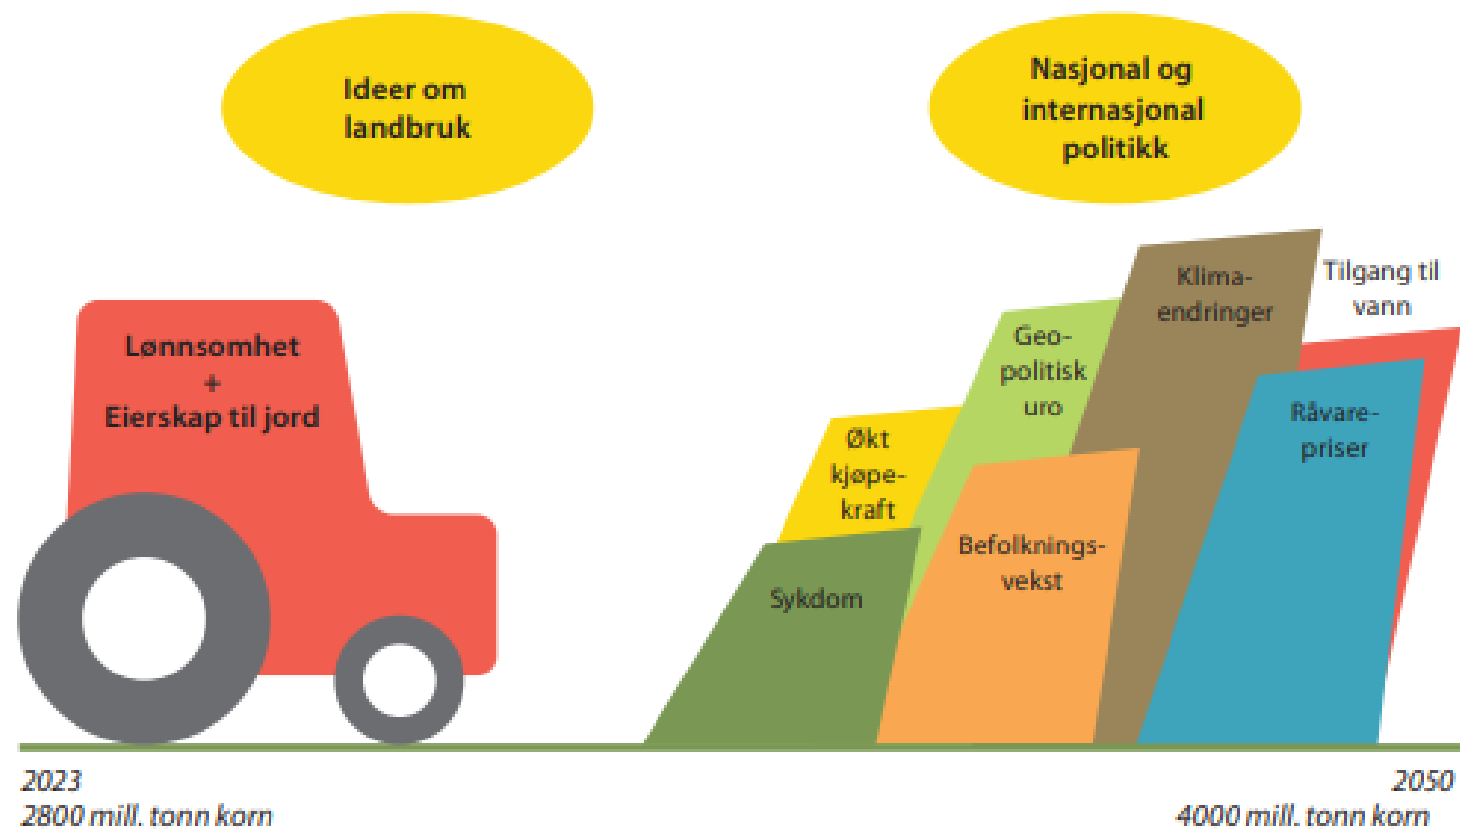 Ideer om
landbruk
Nasjonal og
internasjonal
politikk
Lønnsomhet
+
Eierskap til jord
Økt
kjøpe-
kraft
Sykdom
Geo-
politisk
uro
Befolknings-
vekst
Klima-
endringer
Tilgang til
vann
Råvare-
priser
2023
2800 mill. tonn korn
2050
4000 mill. tonn korn